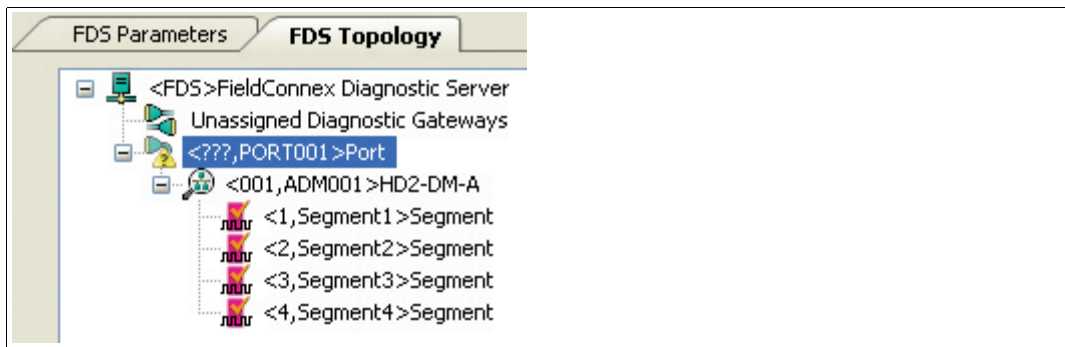 FDS Parameters FDS Topology
<FDS>FieldConnex Diagnostic Server
Unassigned Diagnostic Gateways
<???,PORT001>Port
<001,ADM001>HD2-DM-A
<1,Segment1>Segment
<2,Segment2>Segment
<3,Segment3>Segment
<4,Segment4>Segment